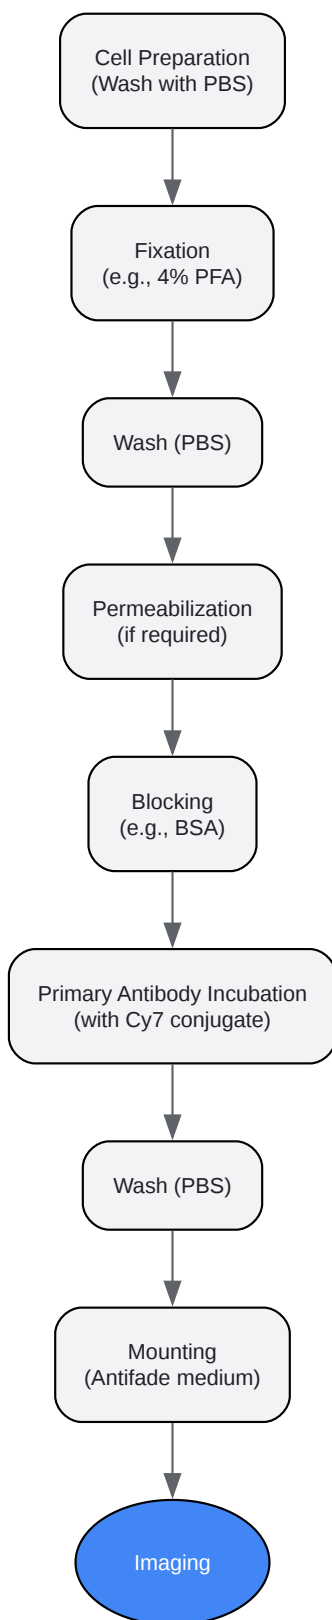 Cell Preparation
(Wash with PBS)
Fixation
(e.g., 4% PFA)
Wash (PBS)
Permeabilization
(if required)
Blocking
(e.g., BSA)
Primary Antibody Incubation
(with Cy7 conjugate)
Wash (PBS)
Mounting
(Antifade medium)
Imaging